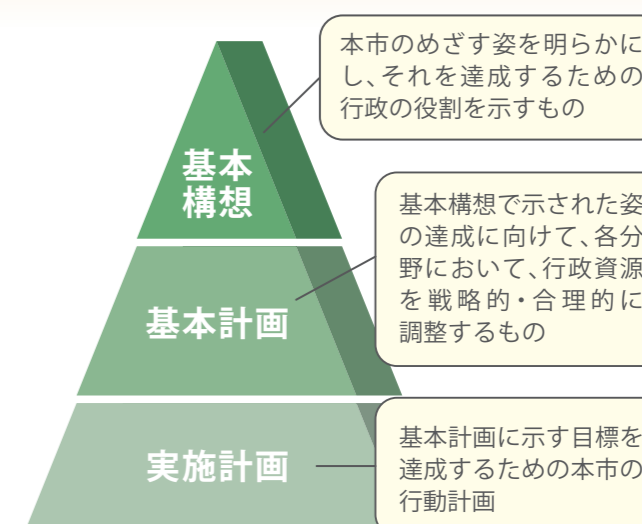 本市のめざす姿を明らかに
し、それを達成するための
行政の役割を示すもの
基本
構想
基本構想で示された姿
の達成に向けて、各分
野において、行政資源
を戦略的・合理的に
調整するもの
基本計画
基本計画に示す目標を
達成するための本市の
行動計画
実施計画